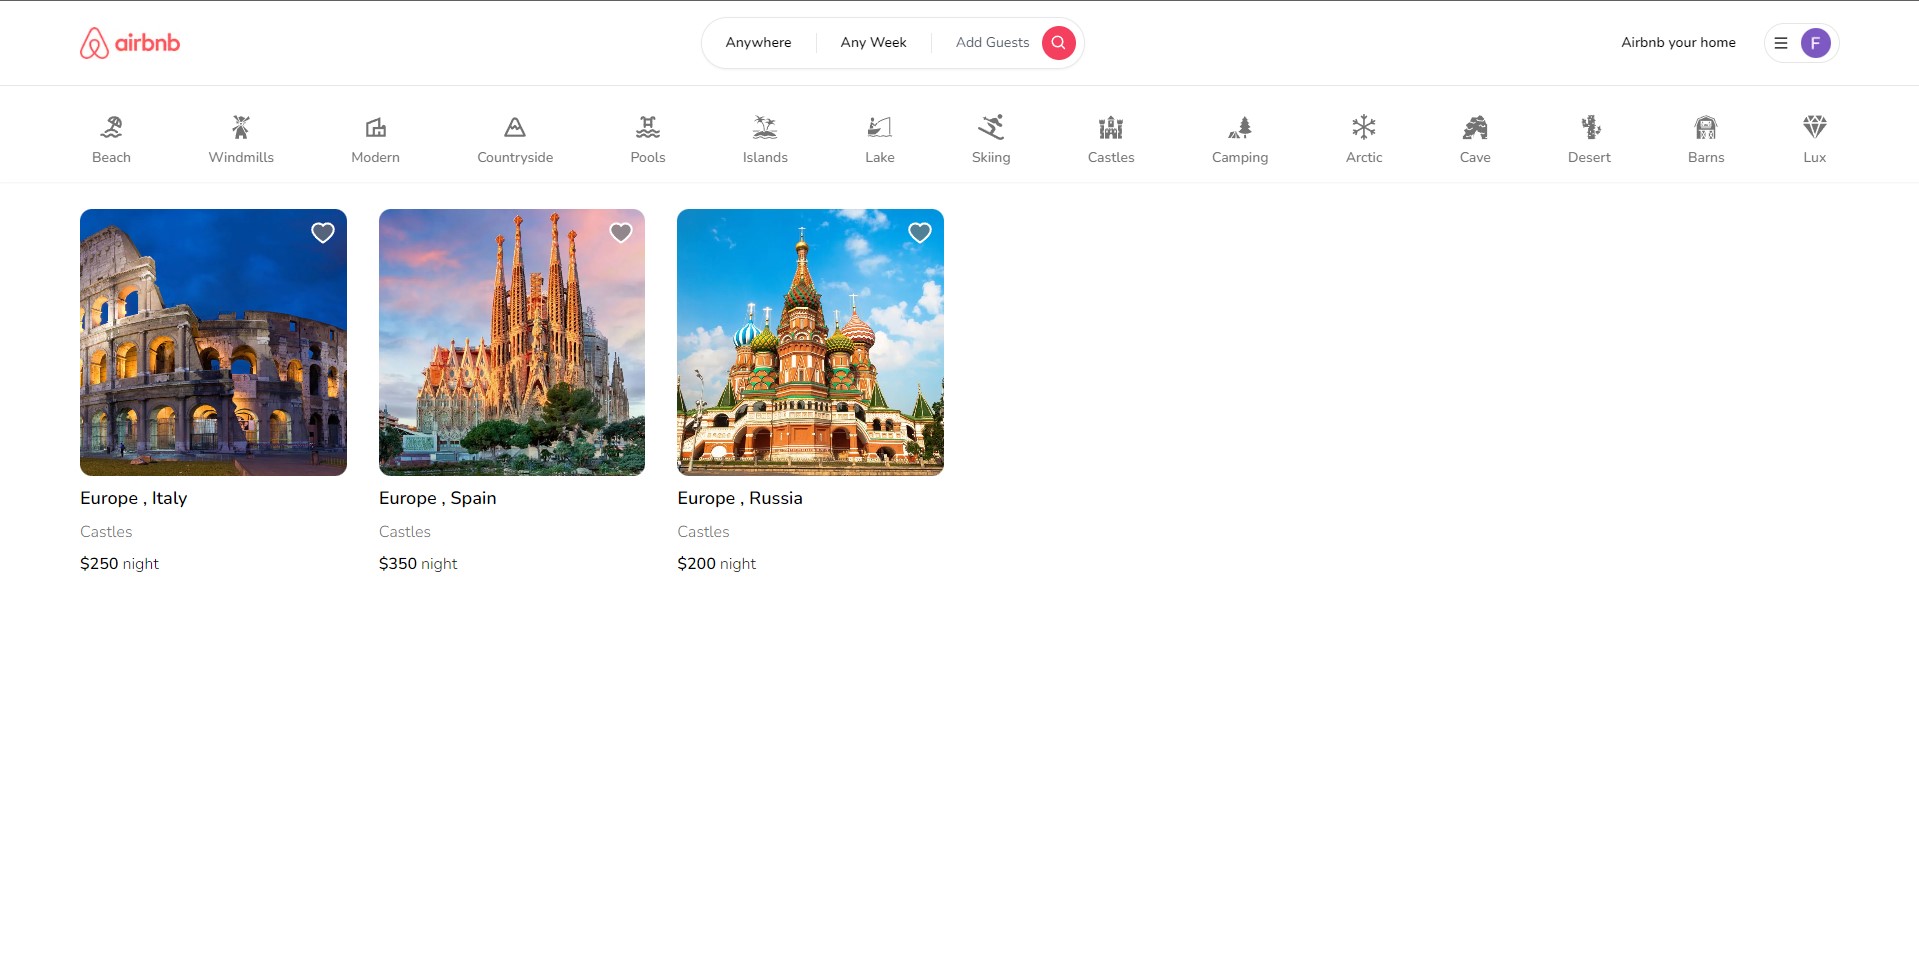 airbnb
Anywhere Any Week Add Guests
Airbnb your home F
Beach Windmills Modern Countryside Pools Islands Lake Skiing Castles Camping Arctic Cave Desert Barns Lux
Europe , Italy
Castles
$250 night
Europe , Spain
Castles
$350 night
Europe , Russia
Castles
$200 night